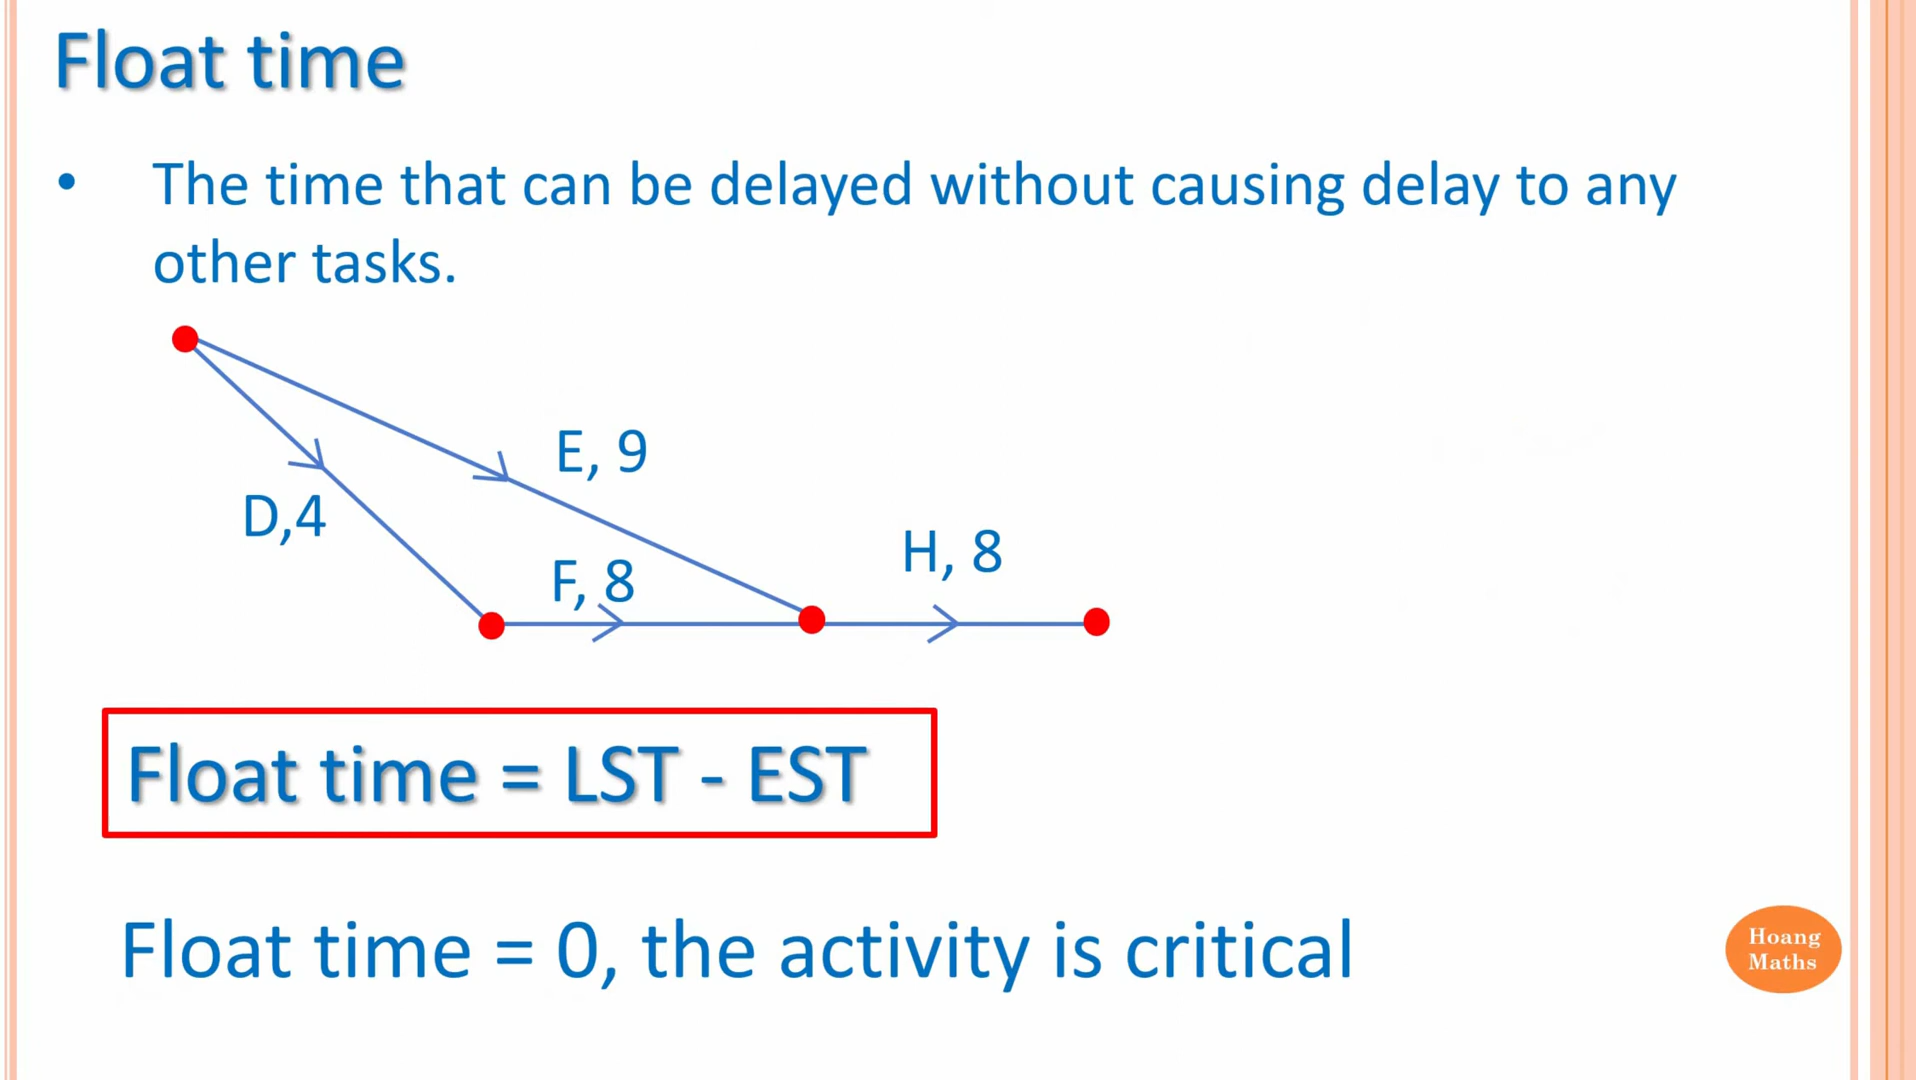 Float time
• The time that can be delayed without causing delay to any
other tasks.
E, 9
D,4
H, 8
F, 8
Float time = LST - EST
Float time = 0, the activity is critical
Hoang
Maths